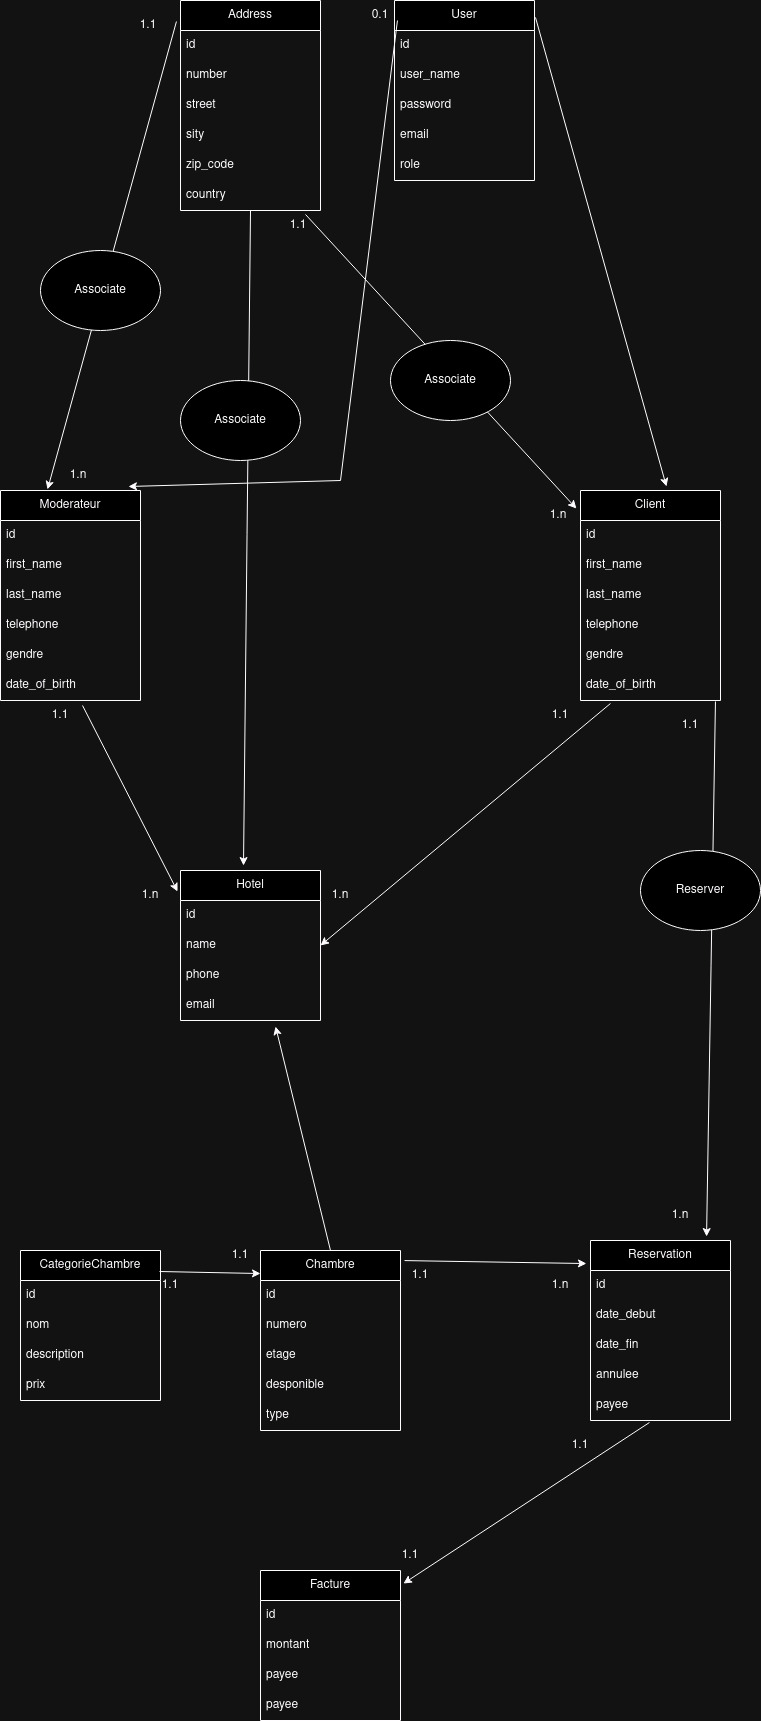 1.1
Address
id
number
street
sity
zip_code
country
0.1
User
id
user_name
password
email
role
1.1
Associate
Associate
Associate
1.n
Moderateur
id
first_name
last_name
telephone
gendre
date_of_birth
1.1
1.n
Client
id
first_name
last_name
telephone
gendre
date_of_birth
1.1
1.1
1.n
Hotel
id
name
phone
email
1.n
Reserver
1.n
CategorieChambre
id
nom
description
prix
1.1
1.1
Chambre
id
numero
etage
desponible
type
1.1
1.n
Reservation
id
date_debut
date_fin
annulee
payee
1.1
1.1
Facture
id
montant
payee
payee